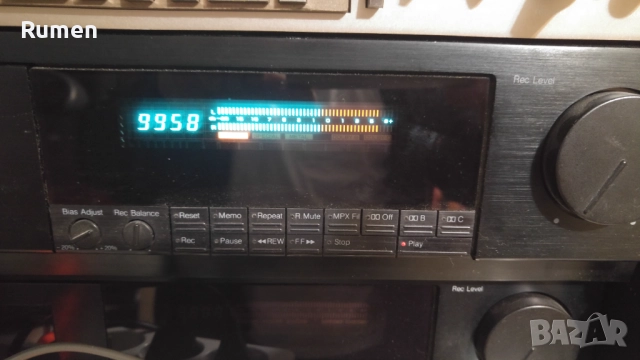 Rumen
Rec Level
9958
Bias Adjust Rec Balance
Reset Memo Repeat R.Mute MPX Fil Off B C
Rec Pause REW FF Stop Play
Rec Level
BAZAR